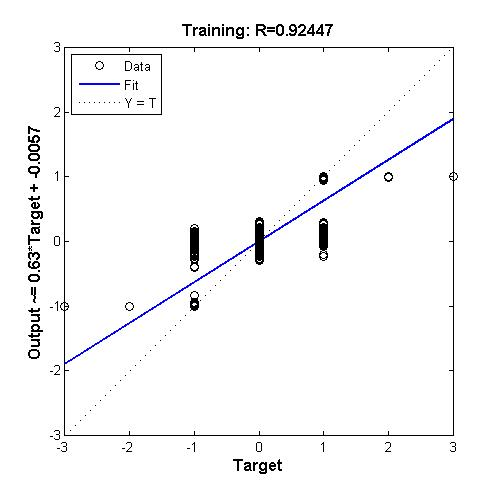 Training: R=0.92447
Data
Fit
Y = T
3
2
1
0
-1
-2
-3
Output ~= 0.63*Target + -0.0057
-3 -2 -1 0 1 2 3
Target